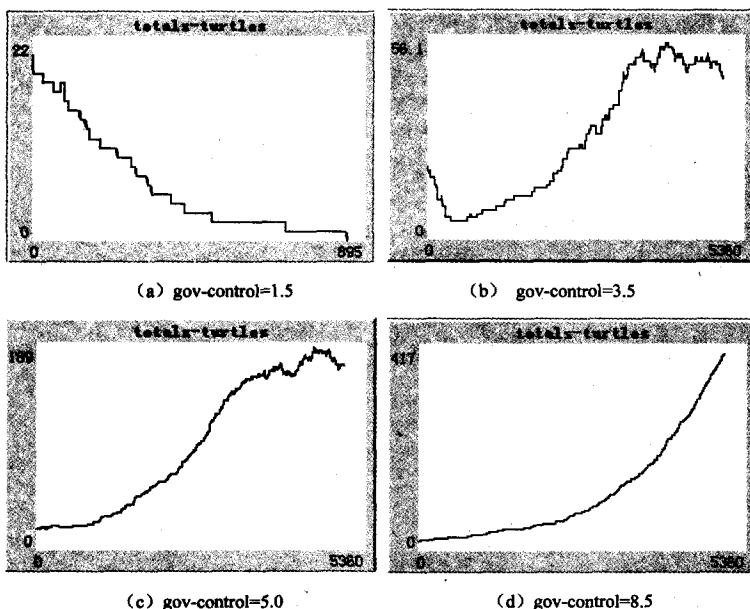 totals-turtles
22
0
0
895
(a) gov-control=1.5
totals-turtles
56.1
0
0
5360
(b) gov-control=3.5
totals-turtles
0
0
5360
(c) gov-control=5.0
totals-turtles
417
0
0
5360
(d) gov-control=8.5